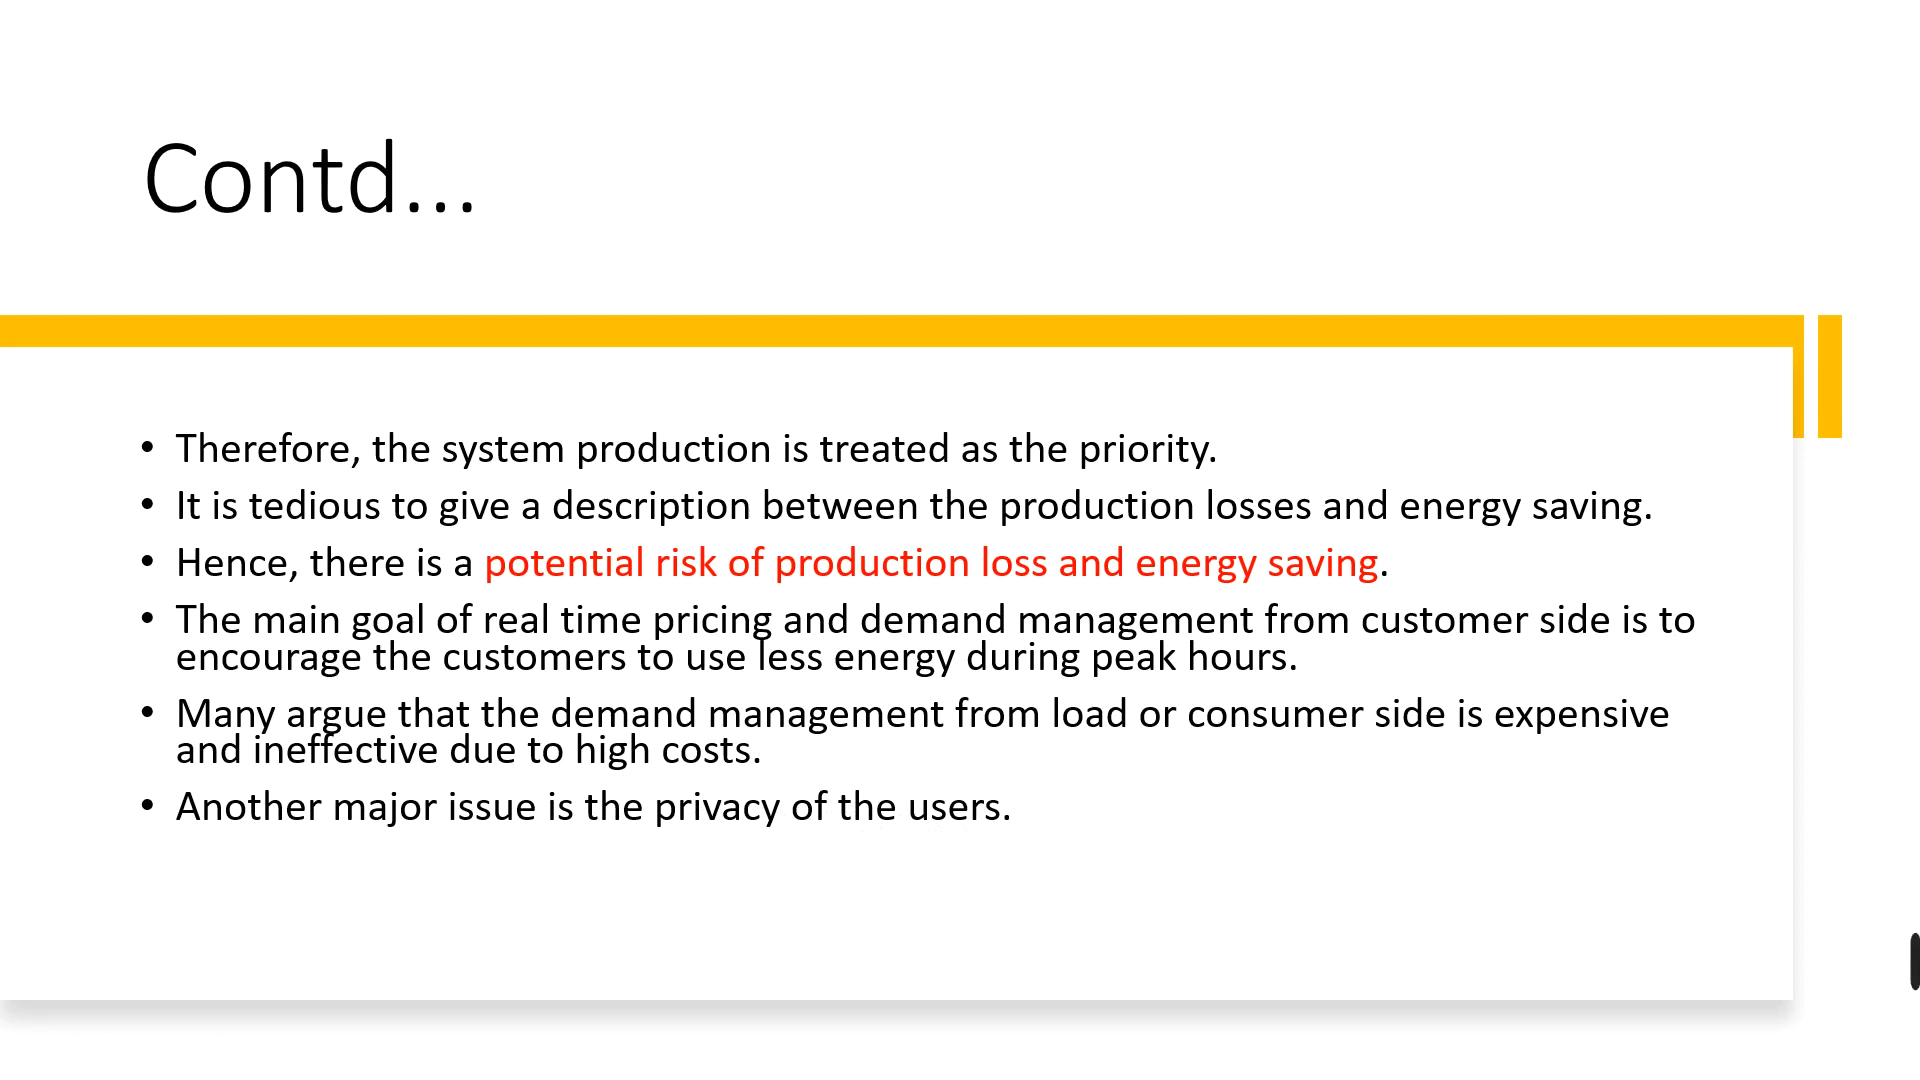 Contd...
• Therefore, the system production is treated as the priority.
• It is tedious to give a description between the production losses and energy saving.
• Hence, there is a potential risk of production loss and energy saving.
• The main goal of real time pricing and demand management from customer side is to
encourage the customers to use less energy during peak hours.
• Many argue that the demand management from load or consumer side is expensive
and ineffective due to high costs.
• Another major issue is the privacy of the users.